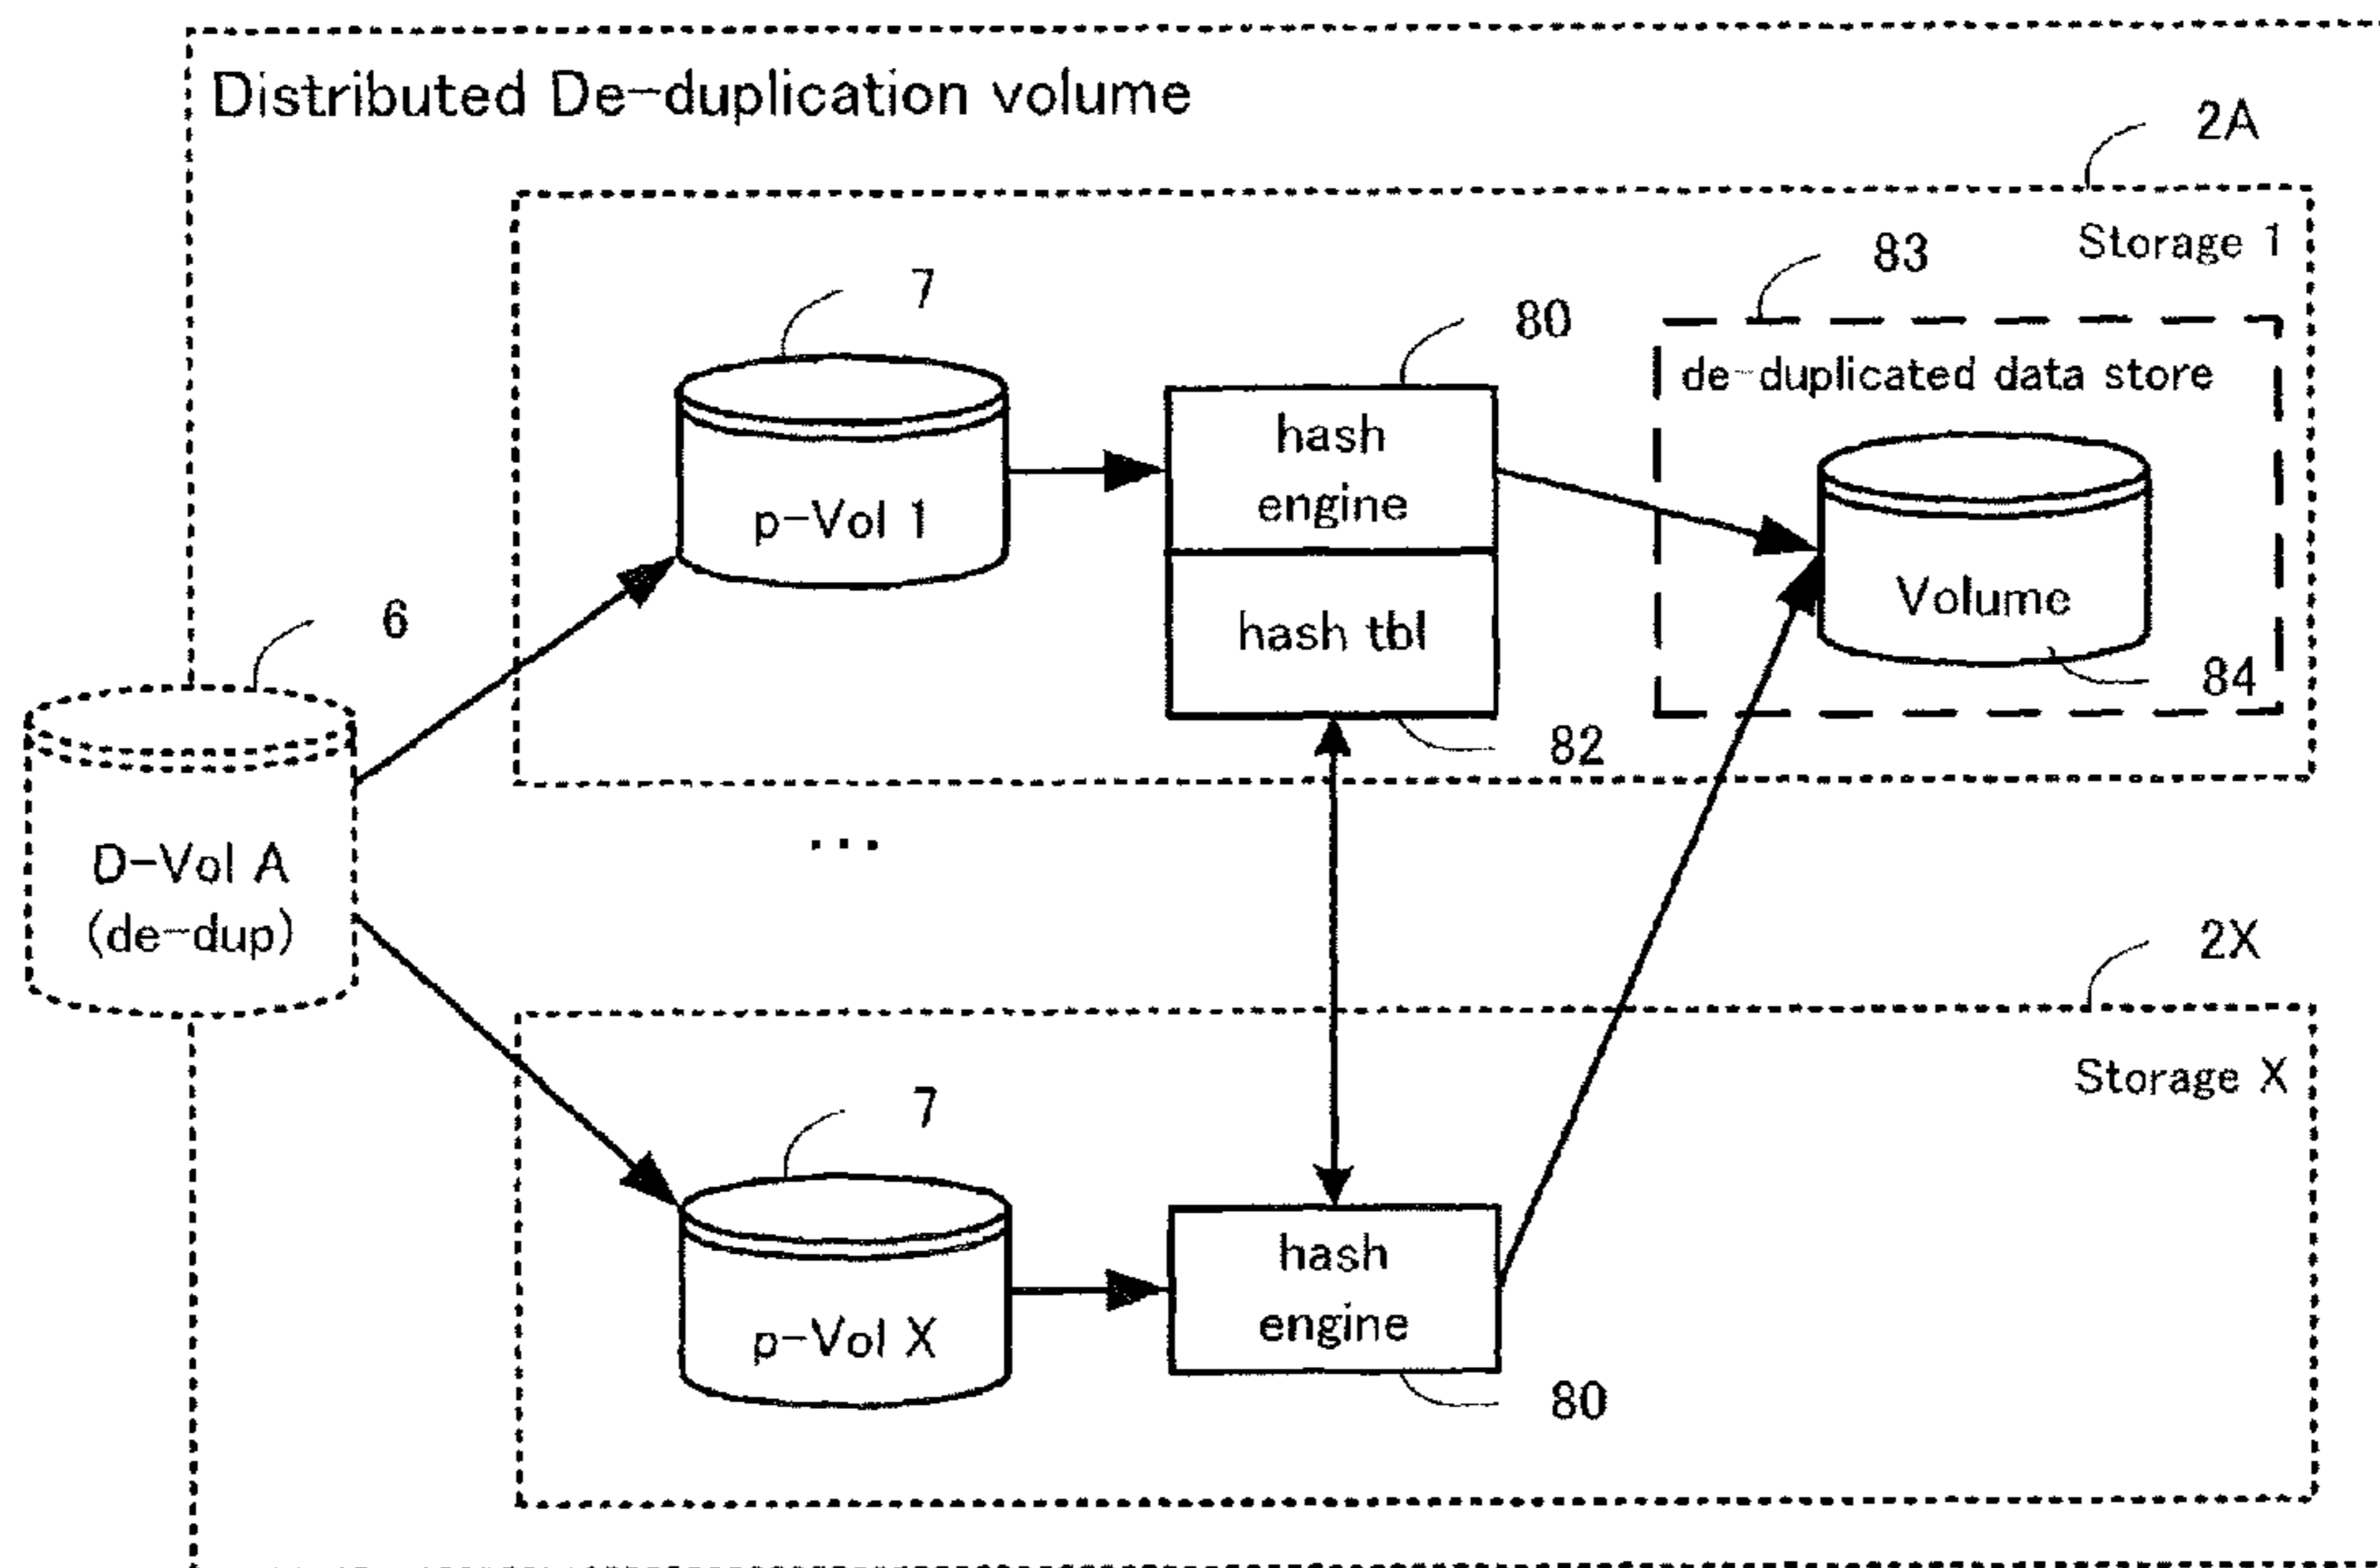 Distributed De-duplication volume
2A
Storage 1
83
7
80
de-duplicated data store
hash
engine
p-Vol 1
Volume
hash tbl
6
84
82
...
D-Vol A
(de-dup)
2X
Storage X
7
hash
engine
p-Vol X
80